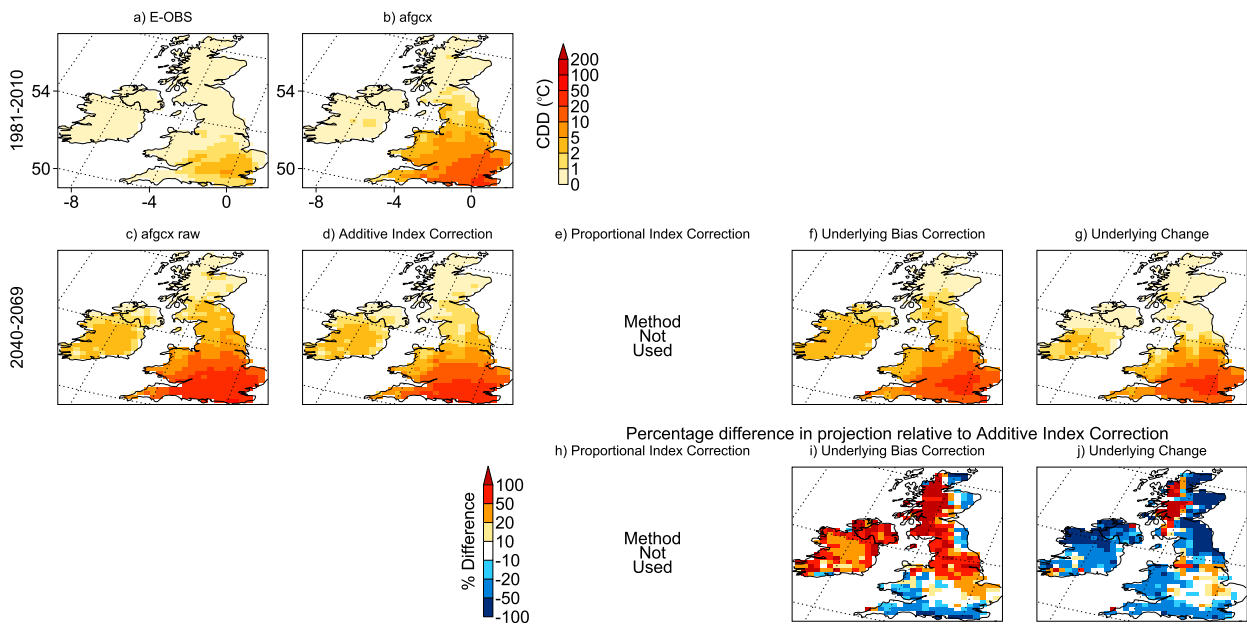 a) E-OBS
b) afgcx
1981-2010
54
50
-8
-4
0
54
50
-8
-4
0
CDD (°C)
200
100
50
20
10
5
2
1
0
c) afgcx raw
d) Additive Index Correction
e) Proportional Index Correction
f) Underlying Bias Correction
g) Underlying Change
2040-2069
Method
Not
Used
Percentage difference in projection relative to Additive Index Correction
h) Proportional Index Correction
i) Underlying Bias Correction
j) Underlying Change
% Difference
100
50
20
10
-10
-20
-50
-100
Method
Not
Used